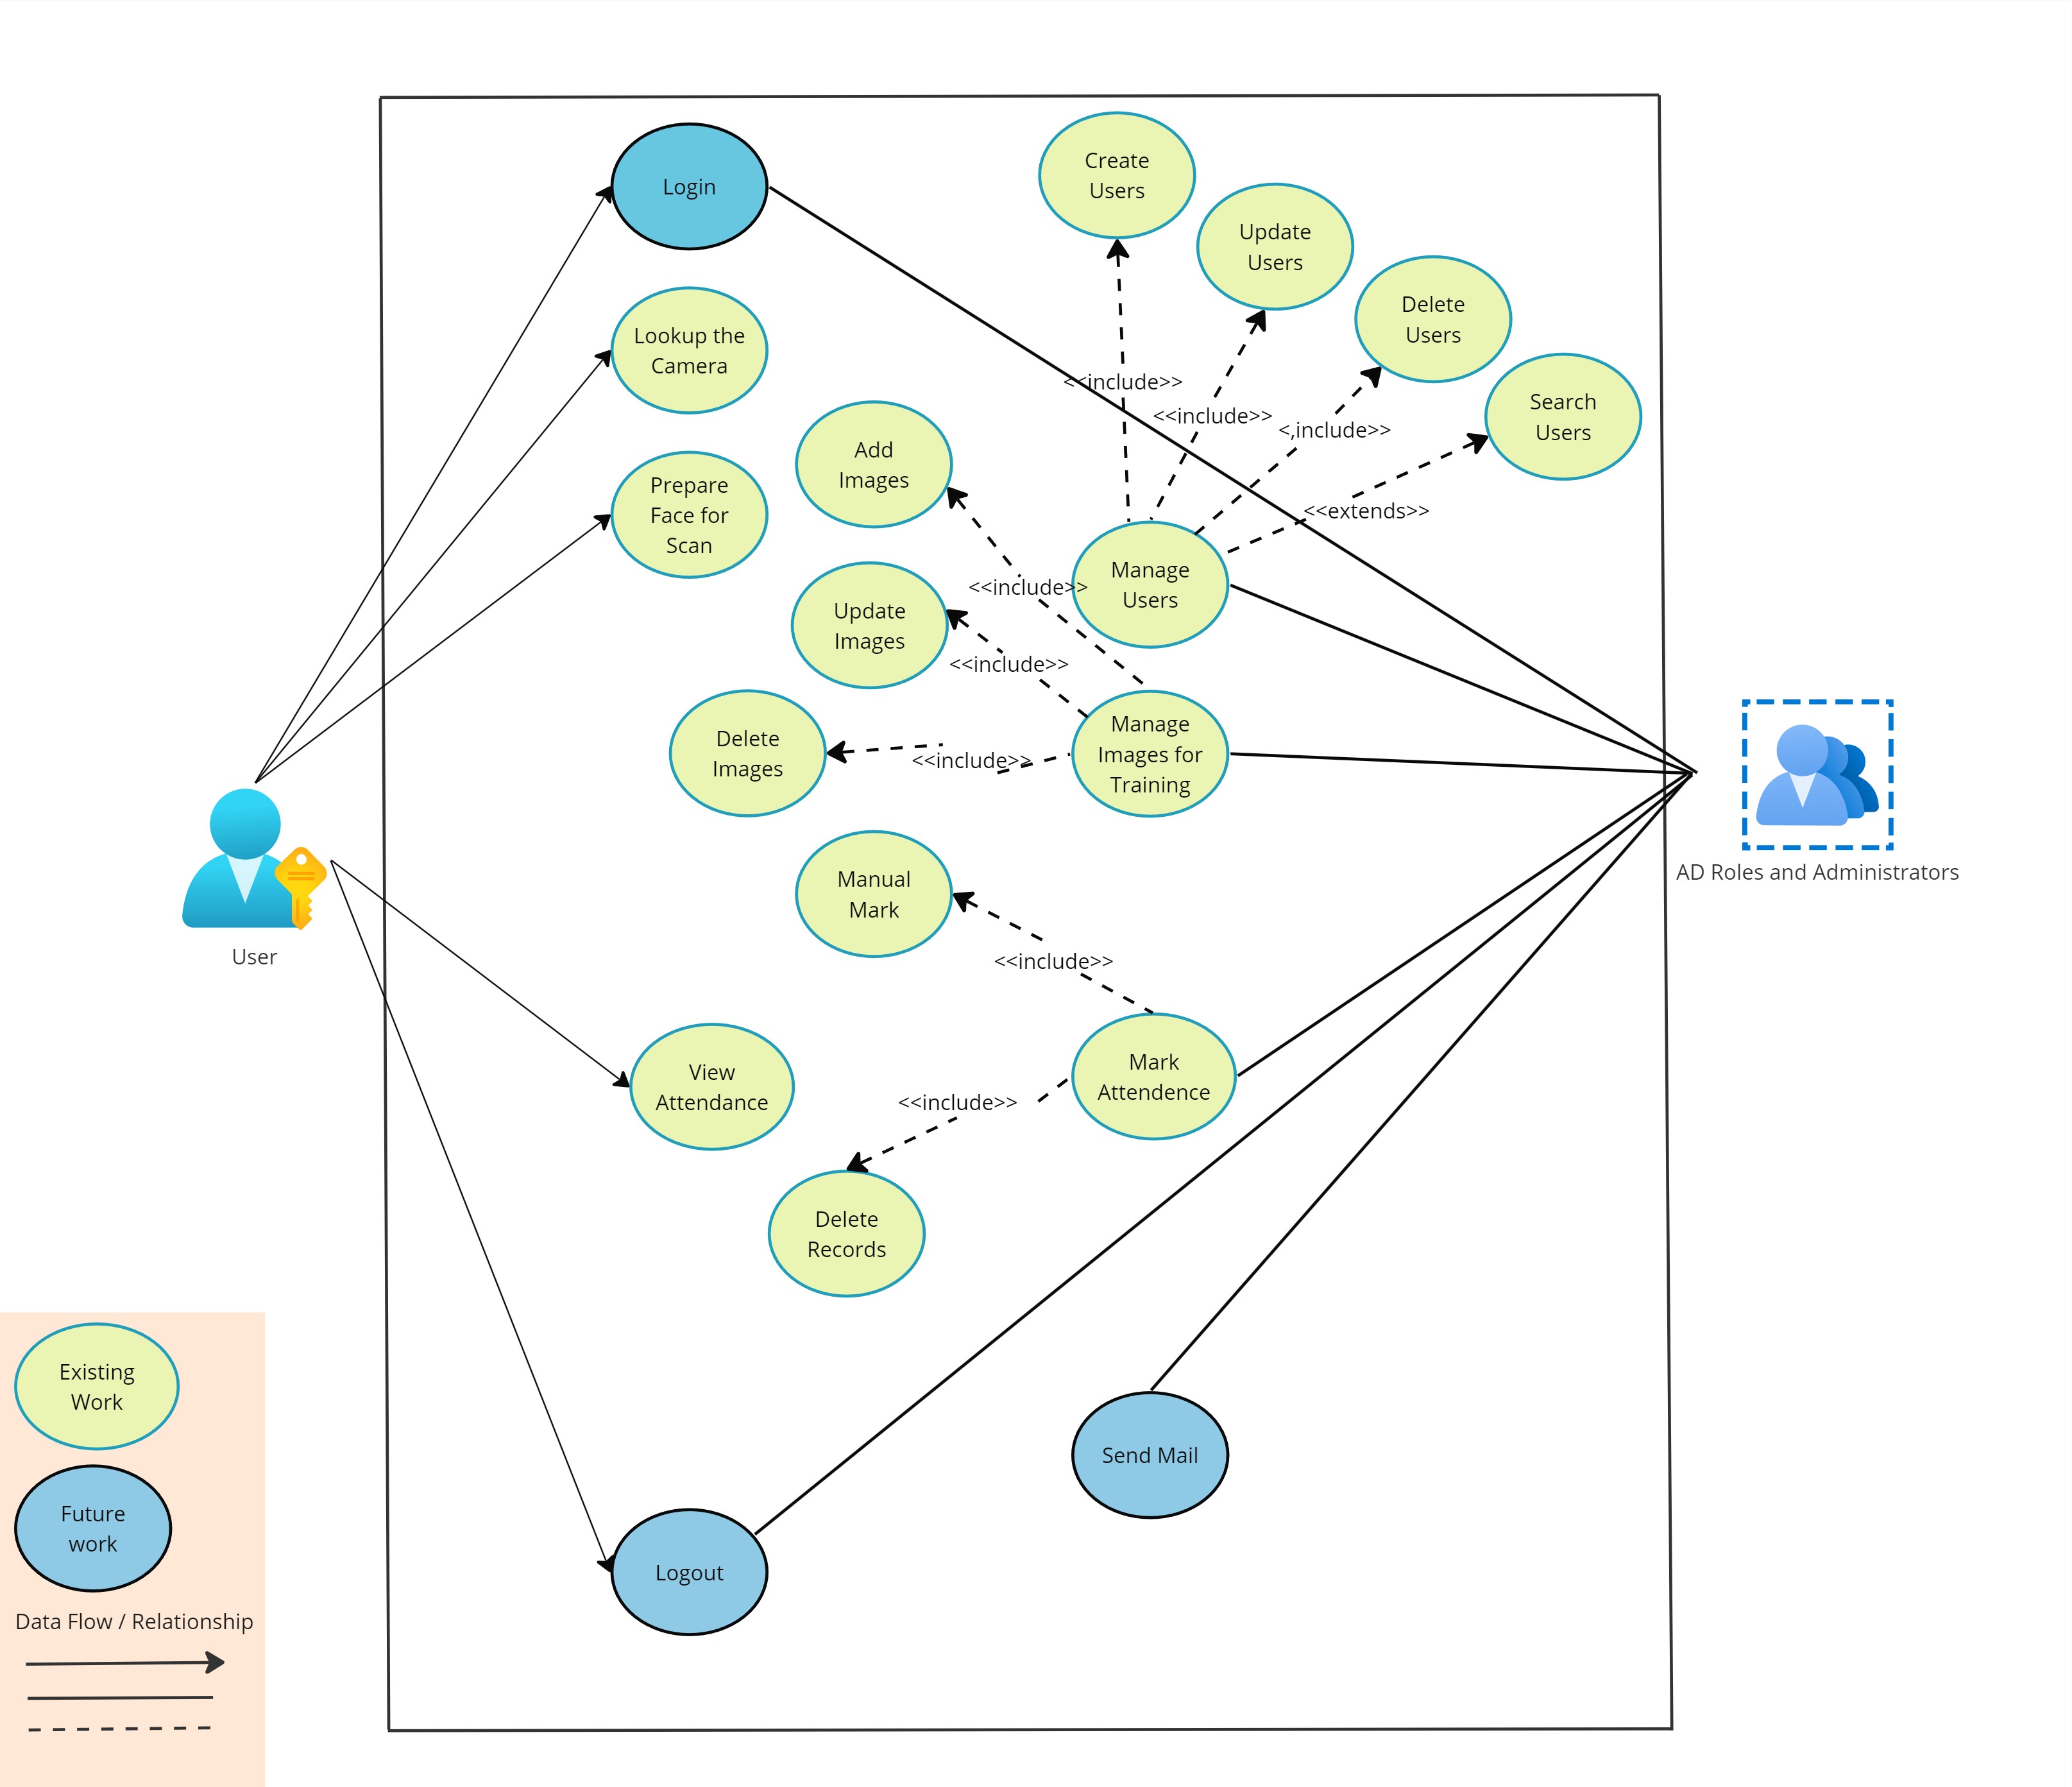 Login
Create
Users
Update
Users
Delete
Users
Search
Users
Lookup the
Camera
Prepare
Face for
Scan
<<include>>
<<include>>
<,include>>
<<extends>>
Add
Images
Update
Images
Delete
Images
<<include>>
<<include>>
<<include>>
Manage
Users
Manage
Images for
Training
AD Roles and Administrators
User
Manual
Mark
<<include>>
View
Attendance
Mark
Attendence
<<include>>
Delete
Records
Send Mail
Logout
Existing
Work
Future
work
Data Flow / Relationship